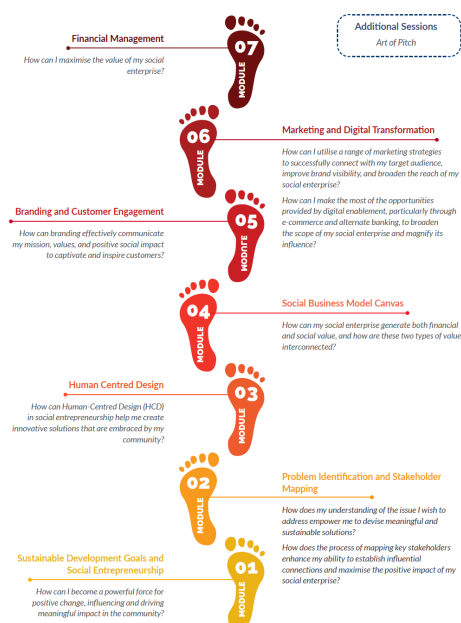 Additional Sessions
Art of Pitch
Financial Management
How can I maximise the value of my social
enterprise?
07
MODULE
06
MODULE
Marketing and Digital Transformation
How can I utilise a range of marketing strategies
to successfully connect with my target audience,
improve brand visibility, and broaden the reach of my
social enterprise?
How can I make the most of the opportunities
provided by digital enablement, particularly through
e-commerce and alternate banking, to broaden
the scope of my social enterprise and magnify its
influence?
Branding and Customer Engagement
How can branding effectively communicate
my mission, values, and positive social impact
to captivate and inspire customers?
05
MODULE
04
MODULE
Social Business Model Canvas
How can my social enterprise generate both financial
and social value, and how are these two types of value
interconnected?
Human Centred Design
How can Human-Centred Design (HCD)
in social entrepreneurship help me create
innovative solutions that are embraced by my
community?
03
MODULE
02
MODULE
Problem Identification and Stakeholder
Mapping
How does my understanding of the issue I wish to
address empower me to devise meaningful and
sustainable solutions?
How does the process of mapping key stakeholders
enhance my ability to establish influential
connections and maximise the positive impact of my
social enterprise?
Sustainable Development Goals and
Social Entrepreneurship
How can I become a powerful force for
positive change, influencing and driving
meaningful impact in the community?
01
MODULE